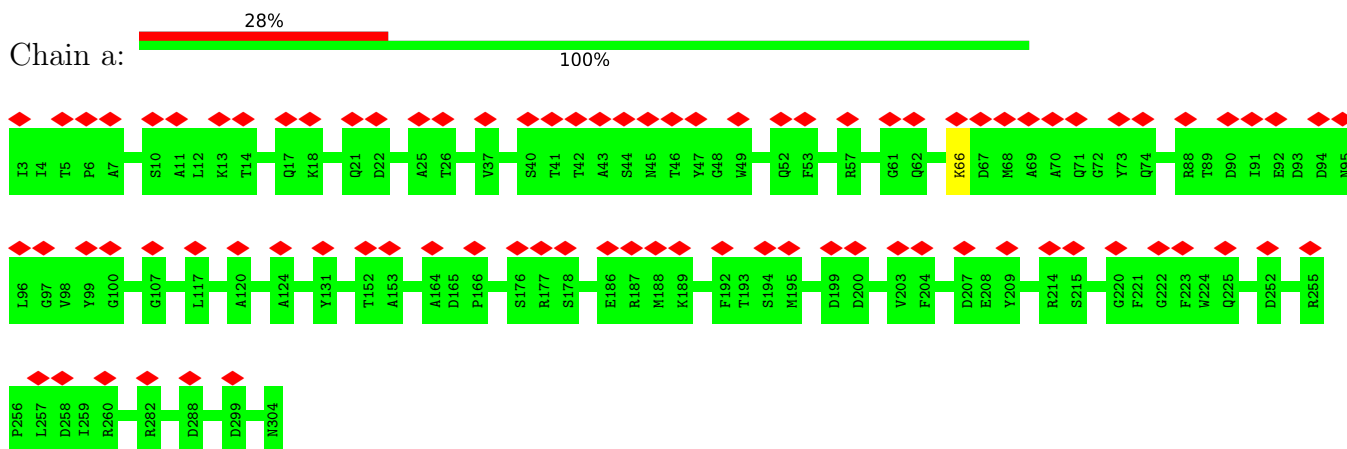 28%
Chain a:
100%
I3 I4 T5 P6 A7 S10 A11 L12 K13 T14 Q17 K18 Q21 D22 A25 T26 V37 S40 T41 T42 A43 S44 N45 T46 Y47 G48 W49 Q52 F53 R57 G61 Q62 K66 D67 M68 A69 A70 Q71 G72 Y73 Q74 R88 T89 D90 I91 E92 D93 D94 N95
L96 G97 V98 Y99 G100 G107 L117 A120 A124 Y131 T152 A153 A164 D165 P166 S176 R177 S178 E186 R187 M188 K189 F192 T193 S194 M195 D199 D200 V203 F204 D207 E208 Y209 R214 S215 G220 F221 G222 F223 W224 Q225 D252 R255
P256 L257 D258 I259 R260 R282 D288 D299 N304